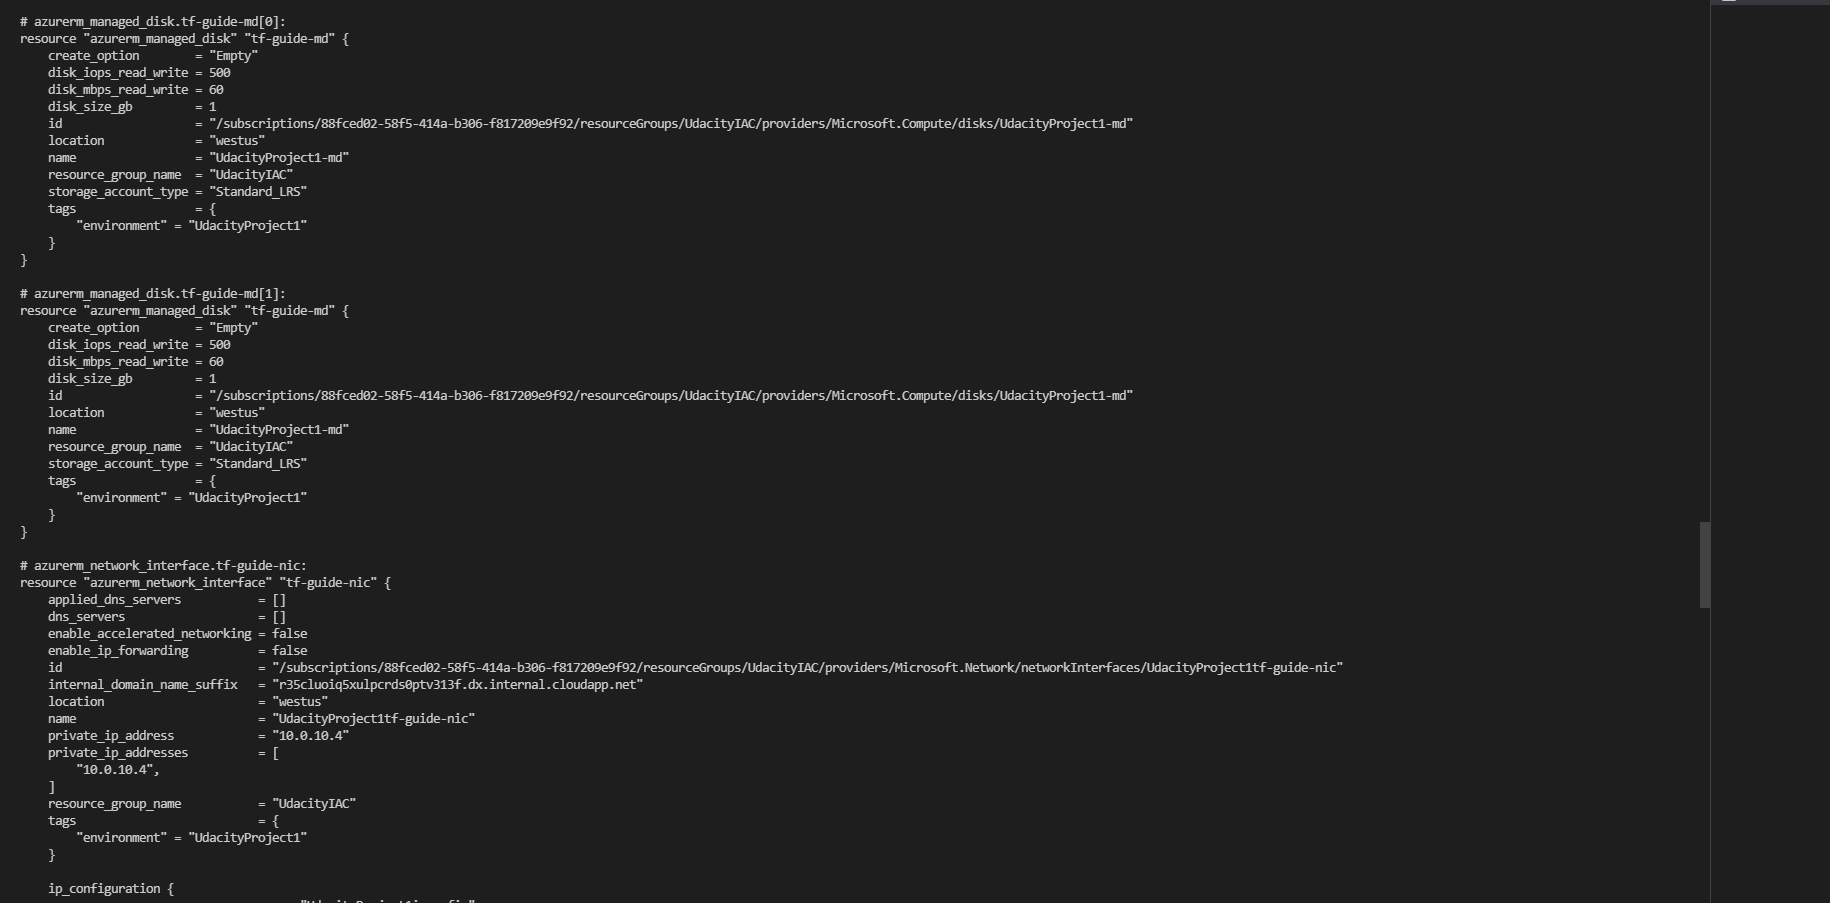 # azurerm_managed_disk.tf-guide-md[0]:
resource "azurerm_managed_disk" "tf-guide-md" {
    create_option        = "Empty"
    disk_iops_read_write = 500
    disk_mbps_read_write = 60
    disk_size_gb         = 1
    id                   = "/subscriptions/88fced02-58f5-414a-b306-f817209e9f92/resourceGroups/UdacityIAC/providers/Microsoft.Compute/disks/UdacityProject1-md"
    location             = "westus"
    name                 = "UdacityProject1-md"
    resource_group_name  = "UdacityIAC"
    storage_account_type = "Standard_LRS"
    tags                 = {
        "environment" = "UdacityProject1"
    }
}
# azurerm_managed_disk.tf-guide-md[1]:
resource "azurerm_managed_disk" "tf-guide-md" {
    create_option        = "Empty"
    disk_iops_read_write = 500
    disk_mbps_read_write = 60
    disk_size_gb         = 1
    id                   = "/subscriptions/88fced02-58f5-414a-b306-f817209e9f92/resourceGroups/UdacityIAC/providers/Microsoft.Compute/disks/UdacityProject1-md"
    location             = "westus"
    name                 = "UdacityProject1-md"
    resource_group_name  = "UdacityIAC"
    storage_account_type = "Standard_LRS"
    tags                 = {
        "environment" = "UdacityProject1"
    }
}
# azurerm_network_interface.tf-guide-nic:
resource "azurerm_network_interface" "tf-guide-nic" {
    applied_dns_servers           = []
    dns_servers                   = []
    enable_accelerated_networking = false
    enable_ip_forwarding          = false
    id                            = "/subscriptions/88fced02-58f5-414a-b306-f817209e9f92/resourceGroups/UdacityIAC/providers/Microsoft.Network/networkInterfaces/UdacityProject1tf-guide-nic"
    internal_domain_name_suffix   = "r35cluoiq5xulpcrds0ptv313f.dx.internal.cloudapp.net"
    location                      = "westus"
    name                          = "UdacityProject1tf-guide-nic"
    private_ip_address            = "10.0.10.4"
    private_ip_addresses          = [
        "10.0.10.4",
    ]
    resource_group_name           = "UdacityIAC"
    tags                          = {
        "environment" = "UdacityProject1"
    }
    ip_configuration {